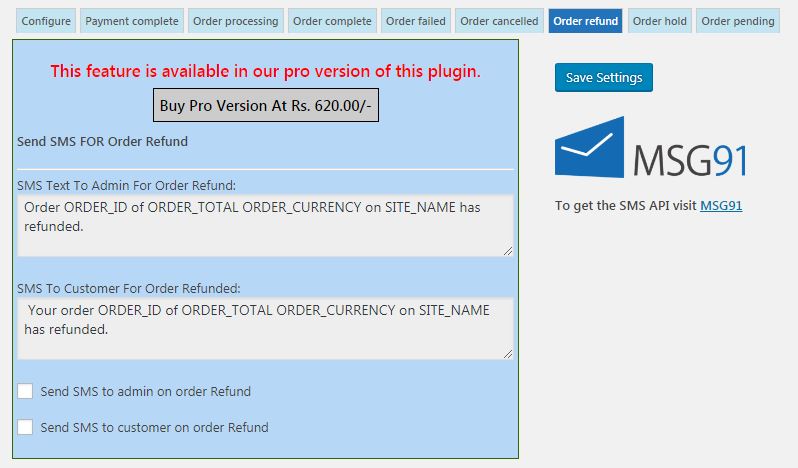 Configure Payment complete Order processing Order complete Order failed Order cancelled Order refund Order hold Order pending
This feature is available in our pro version of this plugin.
Buy Pro Version At Rs. 620.00/-
Send SMS FOR Order Refund
SMS Text To Admin For Order Refund:
Order ORDER_ID of ORDER_TOTAL ORDER_CURRENCY on SITE_NAME has
refunded.
SMS To Customer For Order Refunded:
Your order ORDER_ID of ORDER_TOTAL ORDER_CURRENCY on SITE_NAME
has refunded.
Send SMS to admin on order Refund
Send SMS to customer on order Refund
Save Settings
MSG91
To get the SMS API visit MSG91